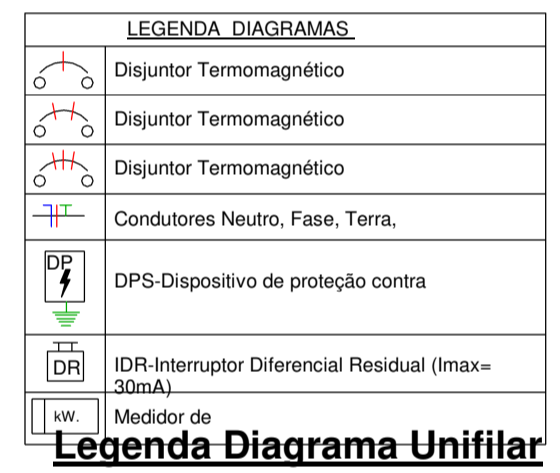 LEGENDA DIAGRAMAS
Disjuntor Termomagnético
Disjuntor Termomagnético
Disjuntor Termomagnético
Condutores Neutro, Fase, Terra,
DP
DPS-Dispositivo de proteção contra
DR
IDR-Interruptor Diferencial Residual (Imax=
30mA)
kW.
Medidor de
Legenda Diagrama Unifilar